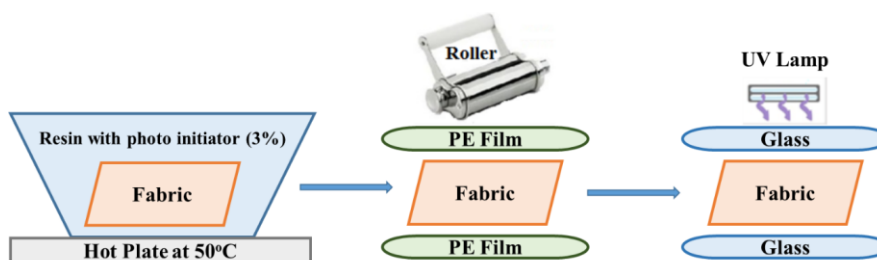 Resin with photo initiator (3%)
Fabric
Hot Plate at 50°C
Roller
PE Film
Fabric
PE Film
UV Lamp
Glass
Fabric
Glass